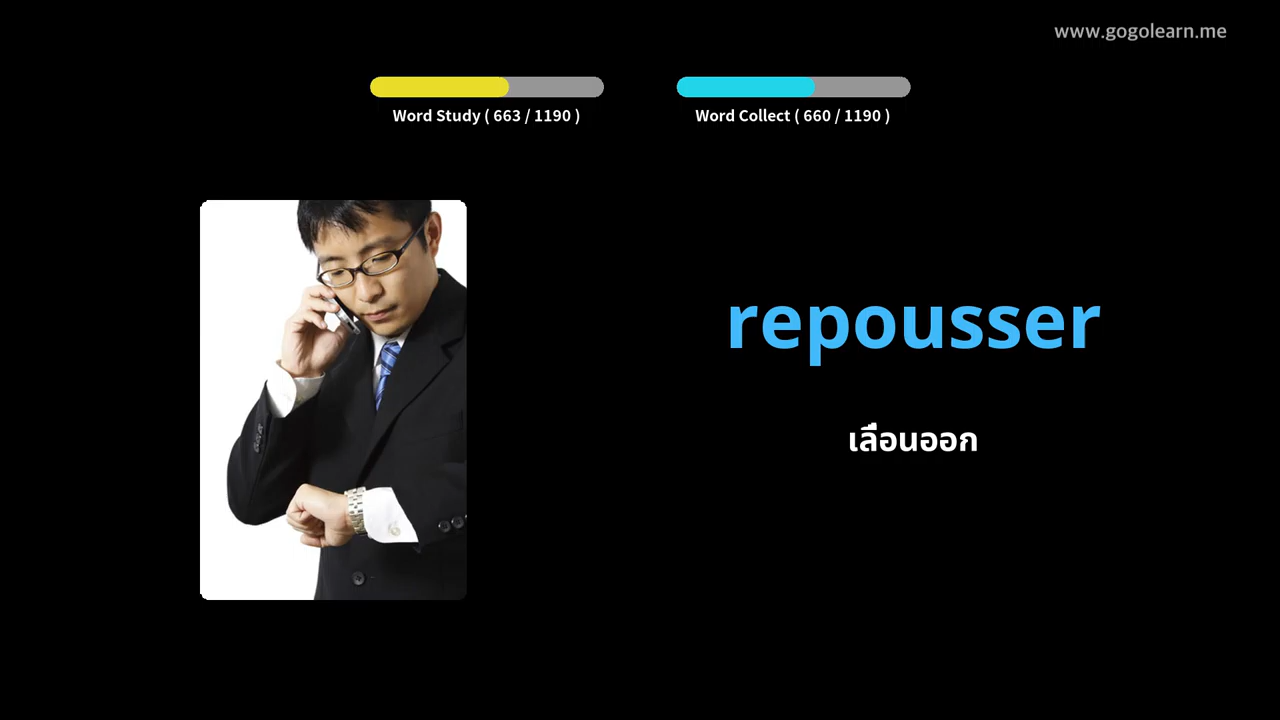 www.gogolearn.me
Word Study ( 663 / 1190 )
Word Collect ( 660 / 1190 )
repousser
เลื่อนออก